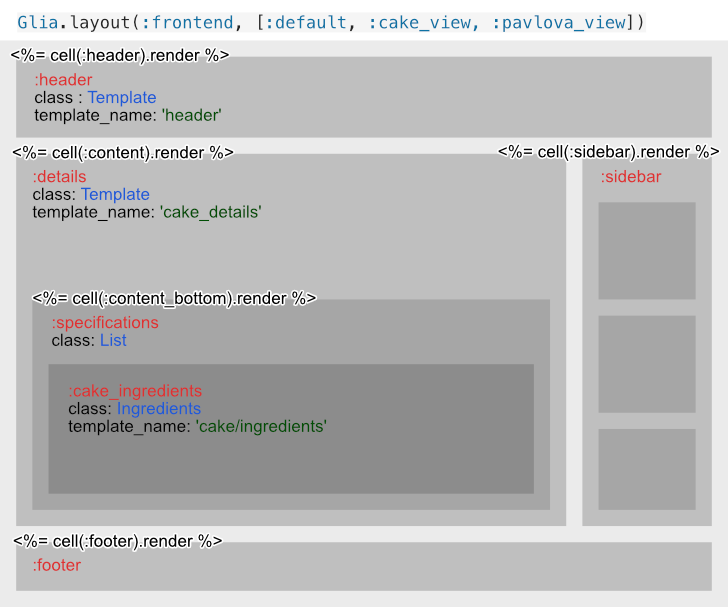 Glia.layout(:frontend, [:default, :cake_view, :pavlova_view])
<%= cell(:header).render %>
:header
class : Template
template_name: 'header'
<%= cell(:content).render %>
<%= cell(:sidebar).render %>
:details
:sidebar
class: Template
template_name: 'cake_details'
<%= cell(:content_bottom).render %>
:specifications
class: List
:cake_ingredients
class: Ingredients
template_name: 'cake/ingredients'
<%= cell(:footer).render %>
:footer